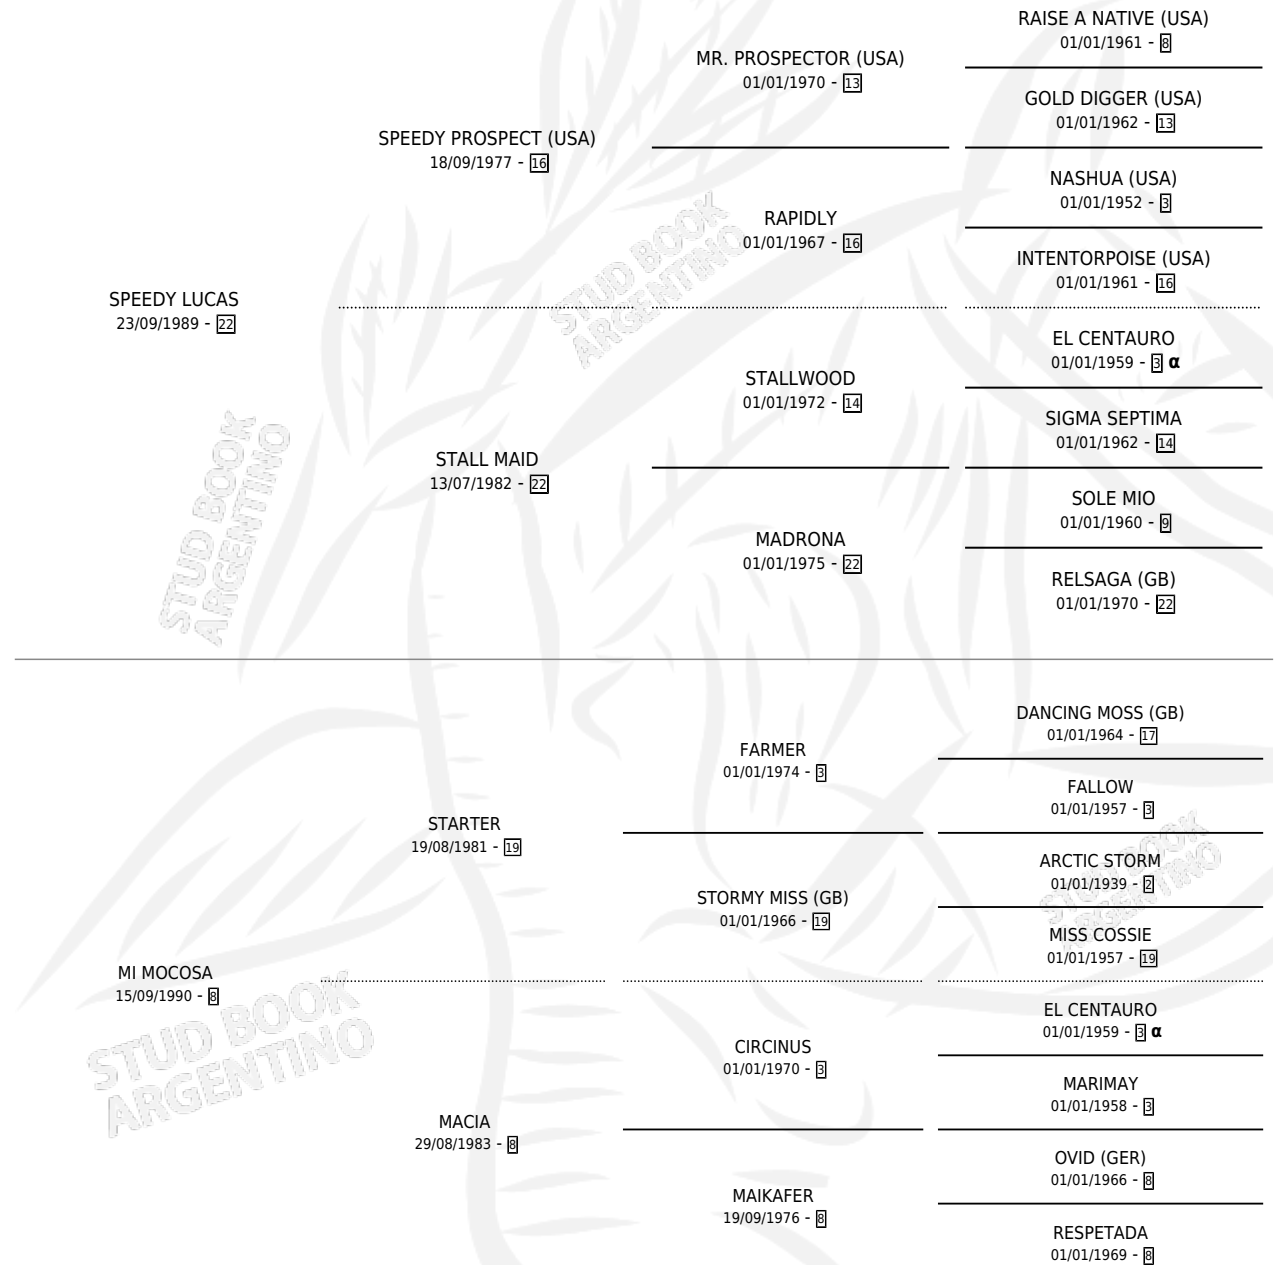 RAISE A NATIVE (USA)
01/01/1961 - 8
MR. PROSPECTOR (USA)
01/01/1970 - 13
GOLD DIGGER (USA)
01/01/1962 - 13
SPEEDY PROSPECT (USA)
18/09/1977 - 16
NASHUA (USA)
01/01/1952 - 3
RAPIDLY
01/01/1967 - 16
INTENTORPOISE (USA)
01/01/1961 - 16
SPEEDY LUCAS
23/09/1989 - 22
EL CENTAURO
01/01/1959 - 3 α
STALLWOOD
01/01/1972 - 14
SIGMA SEPTIMA
01/01/1962 - 14
STALL MAID
13/07/1982 - 22
SOLE MIO
01/01/1960 - 9
MADRONA
01/01/1975 - 22
RELSAGA (GB)
01/01/1970 - 22
DANCING MOSS (GB)
01/01/1964 - 17
FARMER
01/01/1974 - 3
FALLOW
01/01/1957 - 3
STARTER
19/08/1981 - 19
ARCTIC STORM
01/01/1939 - 2
STORMY MISS (GB)
01/01/1966 - 19
MISS COSSIE
01/01/1957 - 19
MI MOCOSA
15/09/1990 - 8
EL CENTAURO
01/01/1959 - 3 α
CIRCINUS
01/01/1970 - 3
MARIMAY
01/01/1958 - 3
MACIA
29/08/1983 - 8
OVID (GER)
01/01/1966 - 8
MAIKAFER
19/09/1976 - 8
RESPETADA
01/01/1969 - 8
STUD BOOK
ARGENTINO
STUD BOOK
ARGENTINO
STUD BOOK
ARGENTINO
STUD BOOK
ARGENTINO